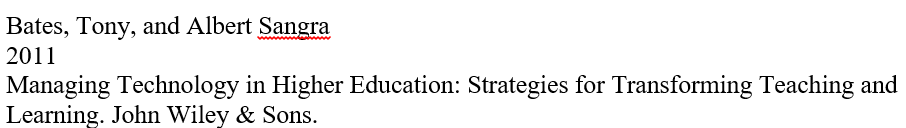 Bates, Tony, and Albert Sangra
2011
Managing Technology in Higher Education: Strategies for Transforming Teaching and
Learning. John Wiley & Sons.